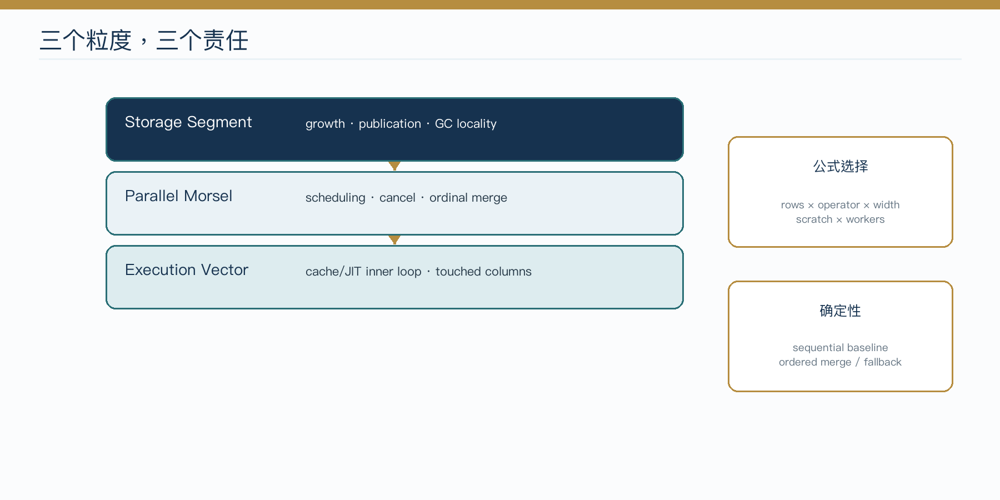 三个粒度，三个责任
Storage Segment
growth · publication · GC locality
Parallel Morsel
scheduling · cancel · ordinal merge
Execution Vector
cache/JIT inner loop · touched columns
公式选择
rows × operator × width
scratch × workers
确定性
sequential baseline
ordered merge / fallback